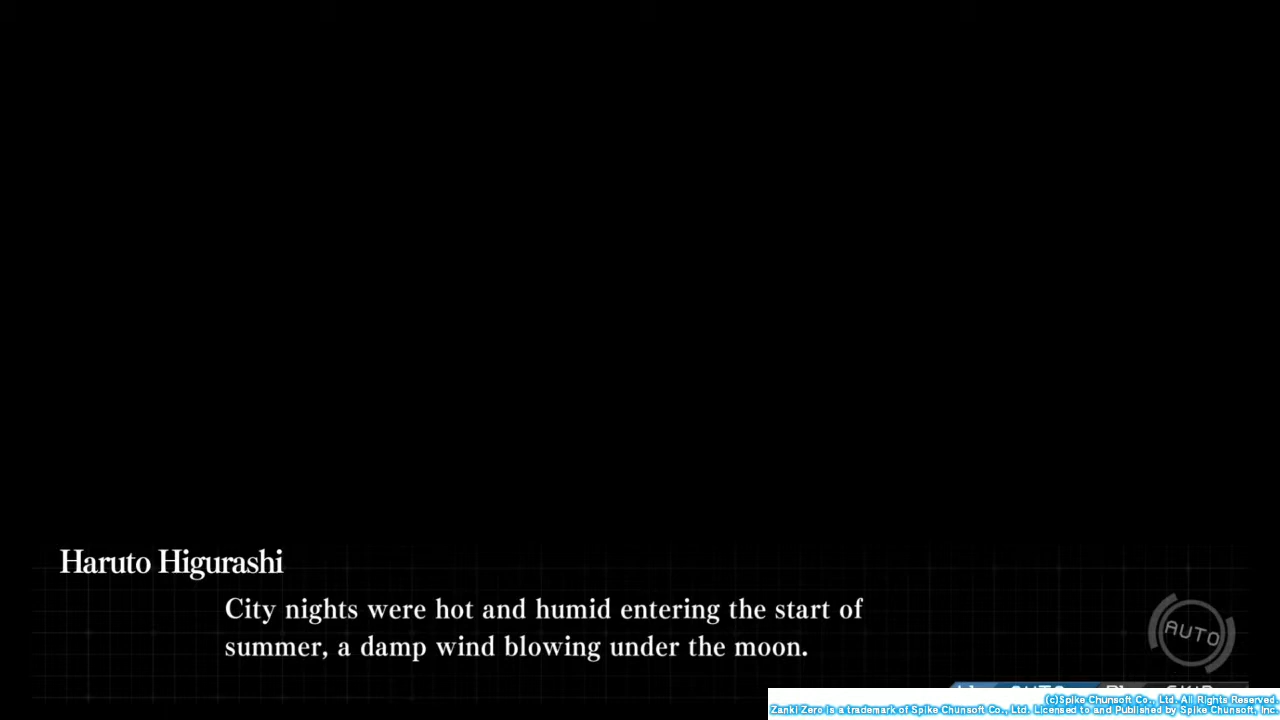 Haruto Higurashi
City nights were hot and humid entering the start of
summer, a damp wind blowing under the moon.
AUTO
(c)Spike Chunsoft Co., Ltd. All Rights Reserved.
Zanki Zero is a trademark of Spike Chunsoft Co., Ltd. Licensed to and Published by Spike Chunsoft, Inc.